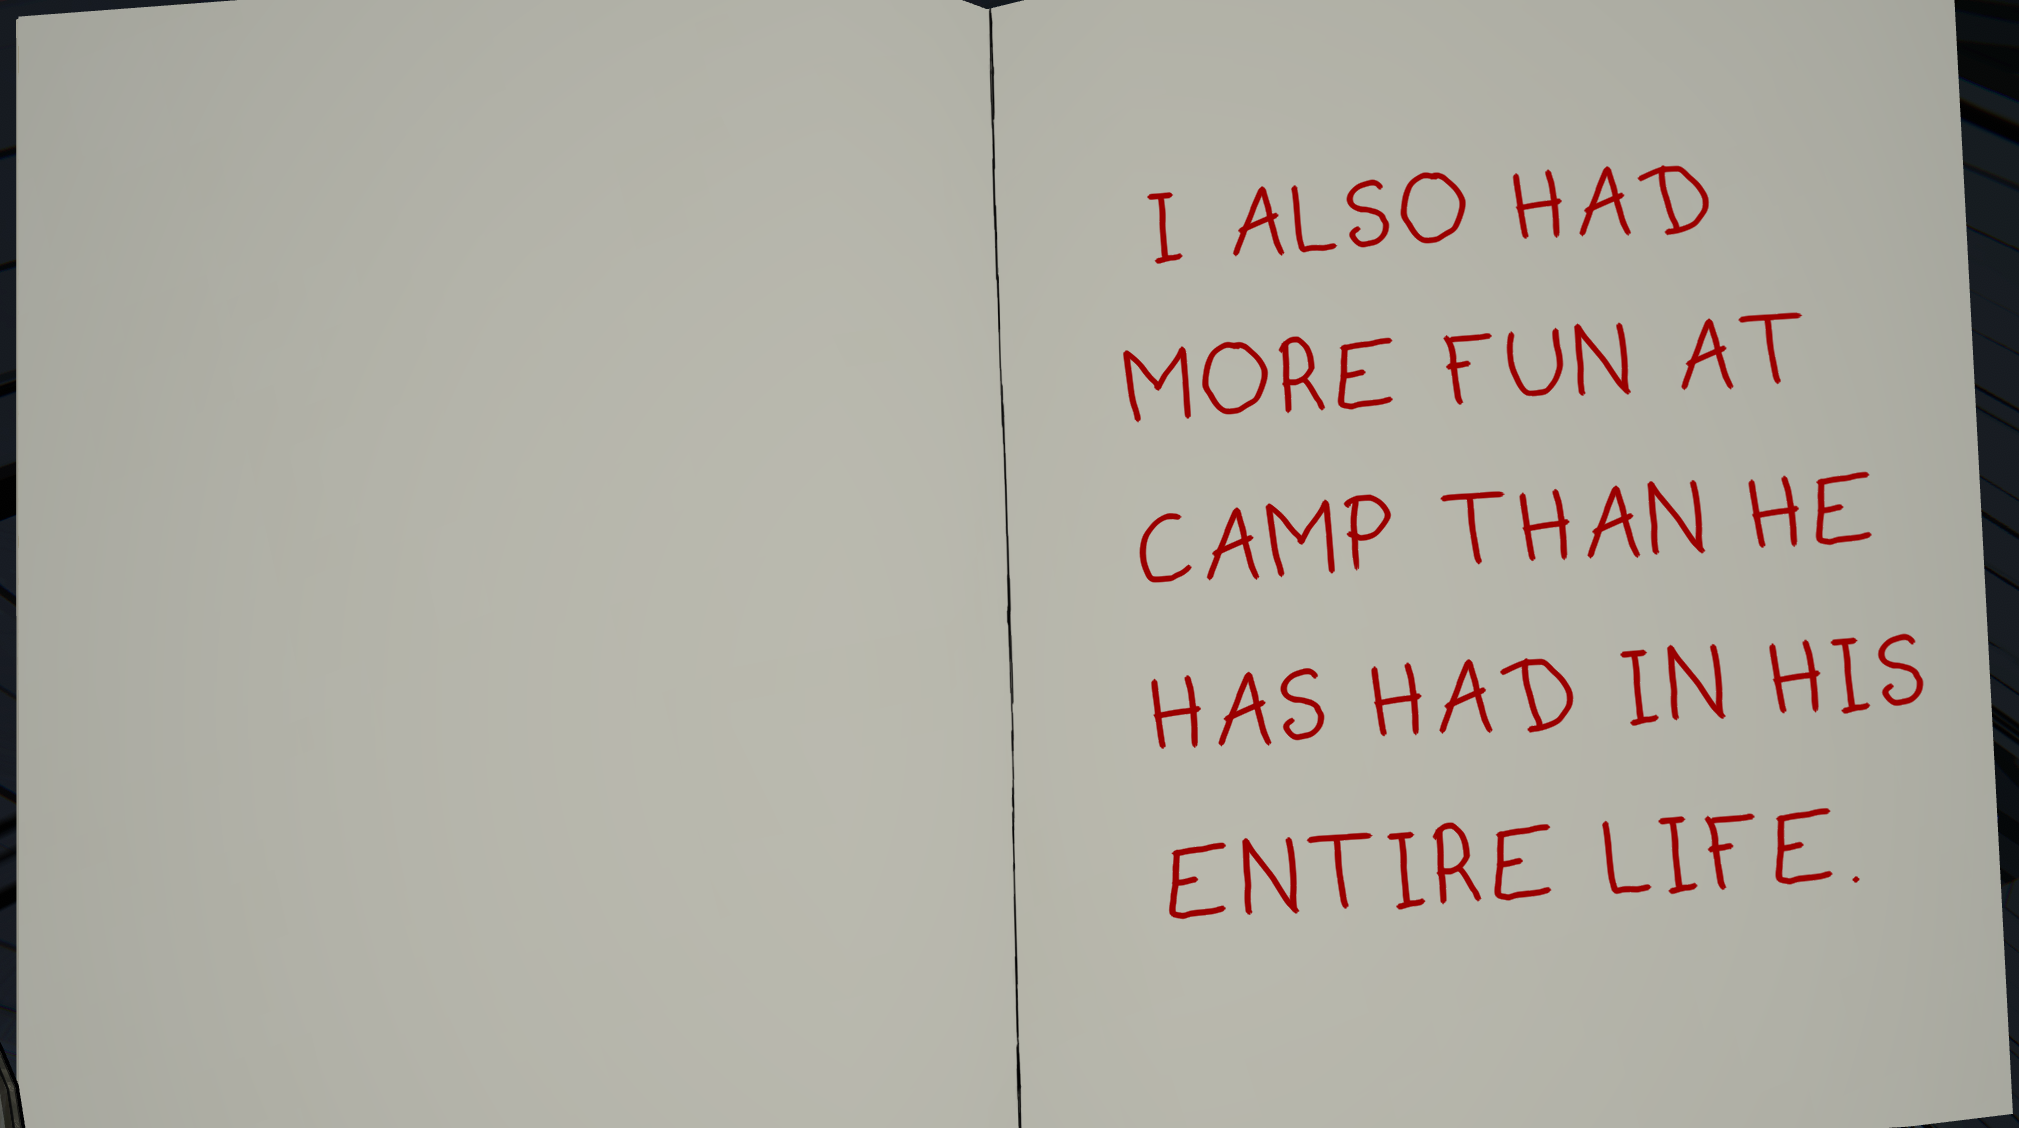 I ALSO HAD
MORE FUN AT
CAMP THAN HE
HAS HAD IN HIS
ENTIRE LIFE.